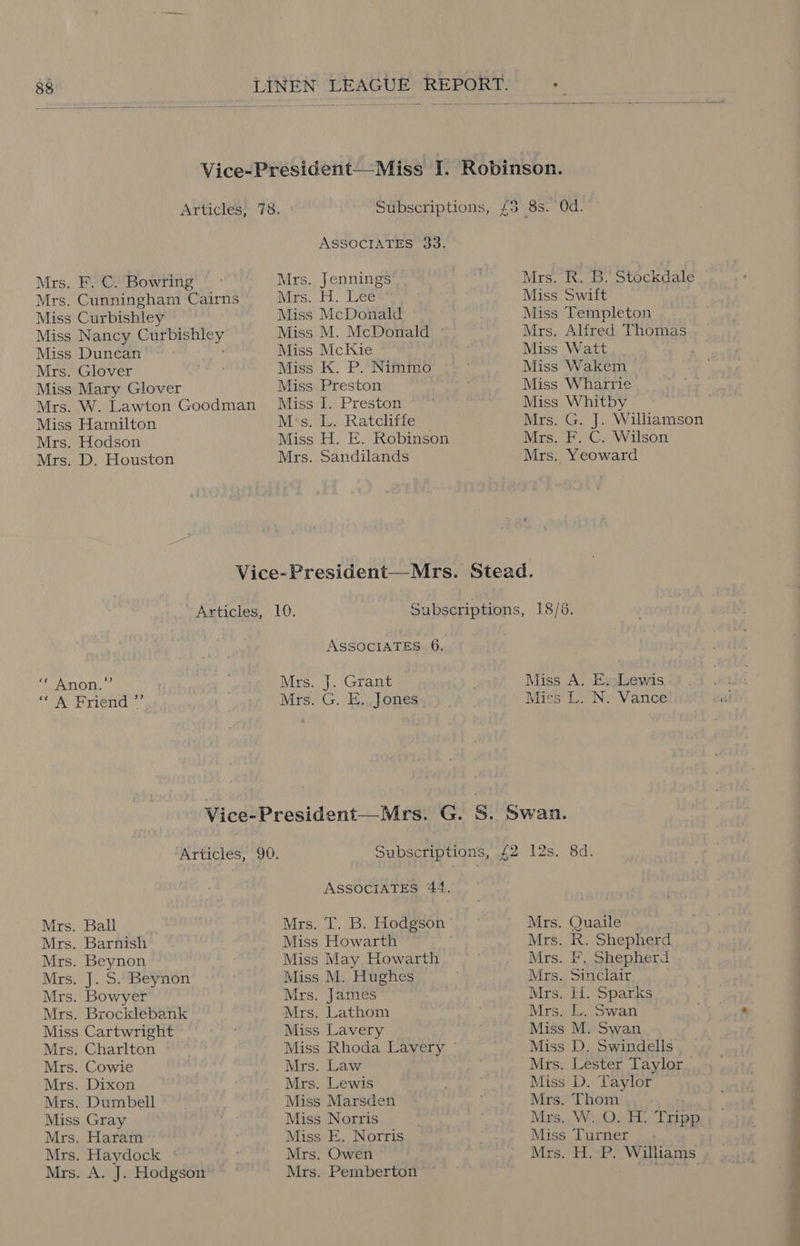 88 LINEN LEAGUE REPORT.
Vice-President—Miss I. Robinson.
Articles, 78. Subscriptions, £3 8s. 0d.
ASSOCIATES 33.
Mrs. F. C. Bowring
Mrs. Cunningham Cairns
Miss Curbishley
Miss Nancy Curbishley
Miss Duncan
Mrs. Glover
Miss Mary Glover
Mrs. W. Lawton Goodman
Miss Hamilton
Mrs. Hodson
Mrs. D. Houston
Mrs. Jennings
Mrs. H. Lee
Miss McDonald
Miss M. McDonald
Miss McKie
Miss K. P. Nimmo
Miss Preston
Miss I. Preston
Mrs. L. Ratcliffe
Miss H. E. Robinson
Mrs. Sandilands
Mrs. R. B. Stockdale
Miss Swift
Miss Templeton
Mrs. Alfred Thomas
Miss Watt
Miss Wakem
Miss Wharrie
Miss Whitby
Mrs. G. J. Williamson
Mrs. F. C. Wilson
Mrs. Yeoward
Vice-President—Mrs. Stead.
Articles, 10. Subscriptions, 18/6.
ASSOCIATES 6.
“ Anon.”
“ A Friend ”
Mrs. J. Grant
Mrs. G. E. Jones
Miss A. E. Lewis
Miss L. N. Vance
Vice-President—Mrs. G. S. Swan.
Articles, 90. Subscriptions, £2 12s. 8d.
ASSOCIATES 44.
Mrs. Ball
Mrs. Barnish
Mrs. Beynon
Mrs. J. S. Beynon
Mrs. Bowyer
Mrs. Brocklebank
Miss Cartwright
Mrs. Charlton
Mrs. Cowie
Mrs. Dixon
Mrs. Dumbell
Miss Gray
Mrs. Haram
Mrs. Haydock
Mrs. A. J. Hodgson
Mrs. T. B. Hodgson
Miss Howarth
Miss May Howarth
Miss M. Hughes
Mrs. James
Mrs. Lathom
Miss Lavery
Miss Rhoda Lavery
Mrs. Law
Mrs. Lewis
Miss Marsden
Miss Norris
Miss E. Norris
Mrs. Owen
Mrs. Pemberton
Mrs. Quaile
Mrs. R. Shepherd
Mrs. F. Shepherd
Mrs. Sinclair
Mrs. H. Sparks
Mrs. L. Swan
Miss M. Swan
Miss D. Swindells
Mrs. Lester Taylor
Miss D. Taylor
Mrs. Thom
Mrs. W. O. H. Tripp
Miss Turner
Mrs. H. P. Williams